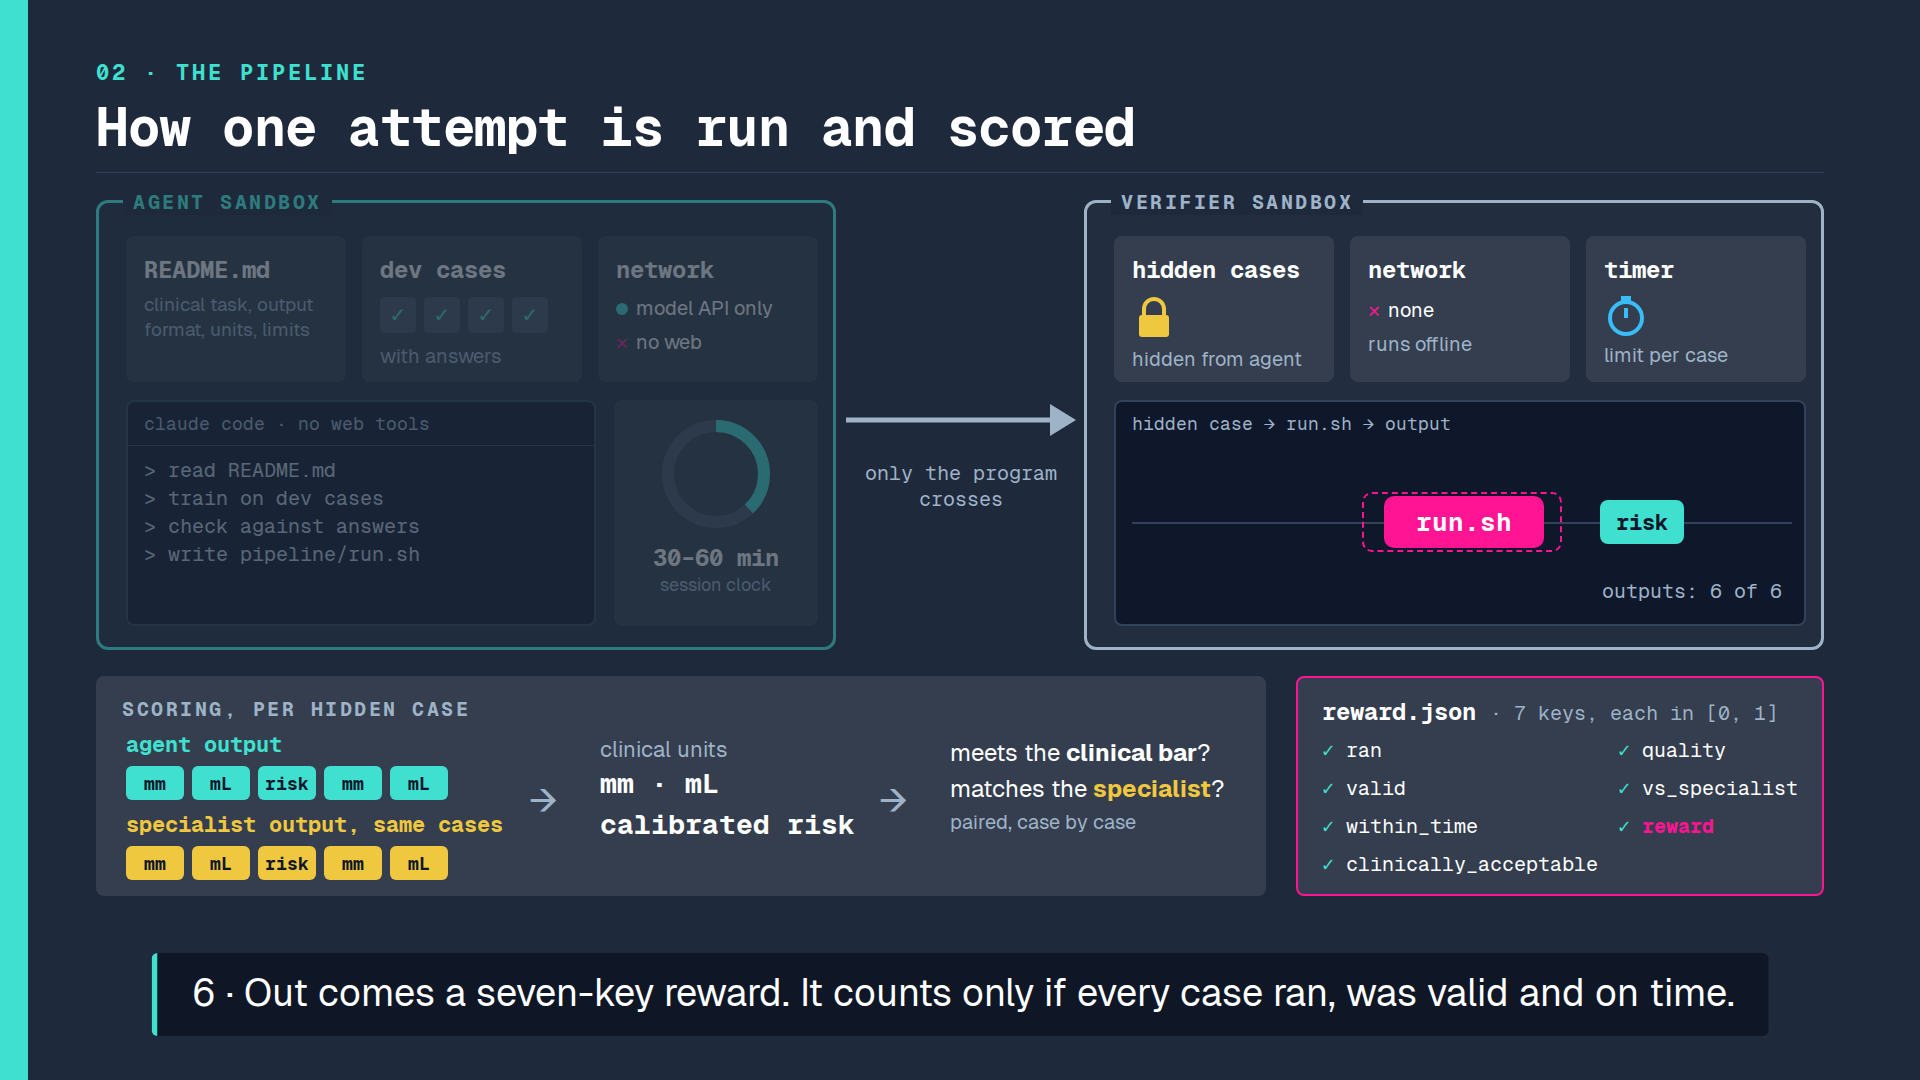 02 · THE PIPELINE
How one attempt is run and scored
AGENT SANDBOX
README.md
clinical task, output
format, units, limits
dev cases
✓ ✓ ✓ ✓
with answers
network
model API only
× no web
claude code · no web tools
> read README.md
> train on dev cases
> check against answers
> write pipeline/run.sh
30–60 min
session clock
only the program
crosses
VERIFIER SANDBOX
hidden cases
hidden from agent
network
× none
runs offline
timer
limit per case
hidden case → run.sh → output
run.sh
risk
outputs: 6 of 6
SCORING, PER HIDDEN CASE
agent output
mm mL risk mm mL
specialist output, same cases
mm mL risk mm mL
→
clinical units
mm · mL
calibrated risk
→
meets the clinical bar?
matches the specialist?
paired, case by case
reward.json · 7 keys, each in [0, 1]
✓ ran
✓ valid
✓ within_time
✓ clinically_acceptable
✓ quality
✓ vs_specialist
✓ reward
6 · Out comes a seven-key reward. It counts only if every case ran, was valid and on time.